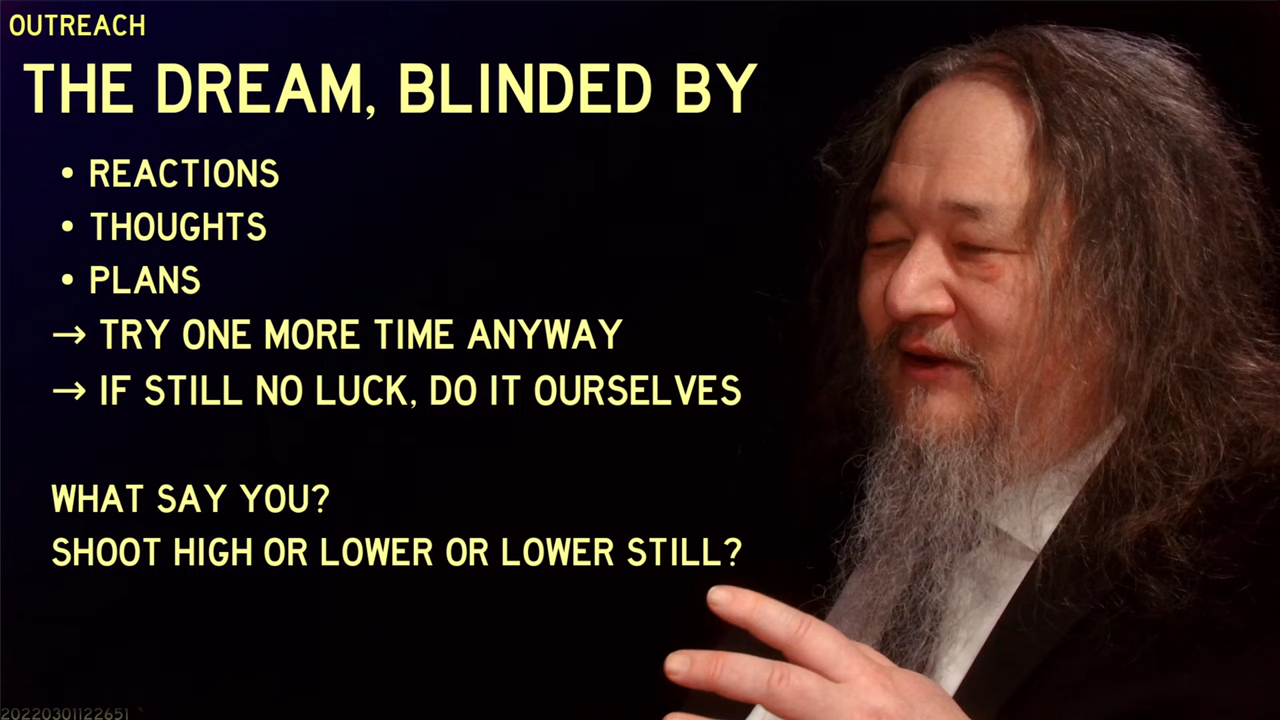 OUTREACH
THE DREAM, BLINDED BY
• REACTIONS
• THOUGHTS
• PLANS
→ TRY ONE MORE TIME ANYWAY
→ IF STILL NO LUCK, DO IT OURSELVES
WHAT SAY YOU?
SHOOT HIGH OR LOWER OR LOWER STILL?
20220301122651